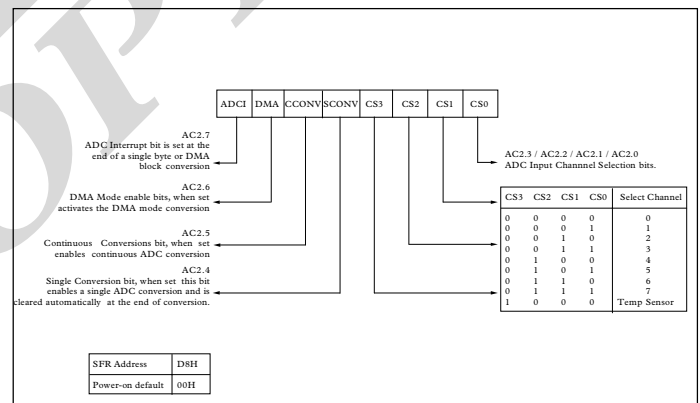 ADCI DMA CCONV SCONV CS3 CS2 CS1 CS0
AC2.7
ADC Interrupt bit is set at the
end of a single byte or DMA
block conversion
AC2.6
DMA Mode enable bits, when set
activates the DMA mode conversion
AC2.5
Continuous Conversions bit, when set
enables continuous ADC conversion
AC2.4
Single Conversion bit, when set this bit
enables a single ADC conversion and is
cleared automatically at the end of conversion.
AC2.3 / AC2.2 / AC2.1 / AC2.0
ADC Input Channnel Selection bits.
CS3 CS2 CS1 CS0 Select Channel
0 0 0 0 0
0 0 0 1 1
0 0 1 0 2
0 0 1 1 3
0 1 0 0 4
0 1 0 1 5
0 1 1 0 6
0 1 1 1 7
1 0 0 0 Temp Sensor
SFR Address D8H
Power-on default 00H